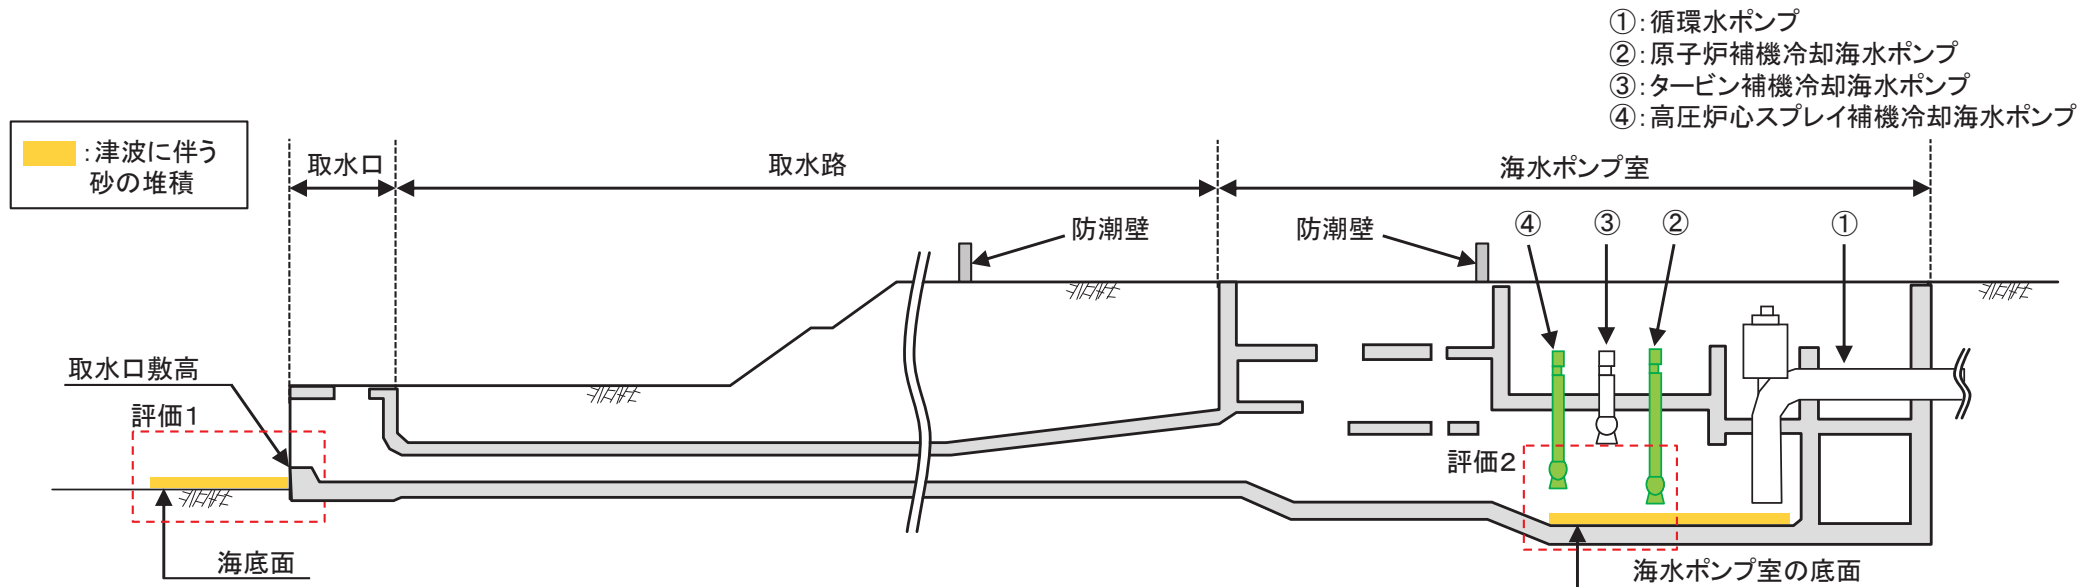 ①:循環水ポンプ
②:原子炉補機冷却海水ポンプ
③:タービン補機冷却海水ポンプ
④:高圧炉心スプレイ補機冷却海水ポンプ
:津波に伴う
砂の堆積
取水口
取水路
海水ポンプ室
防潮壁
防潮壁
④
③
②
①
取水口敷高
評価1
評価2
海底面
海水ポンプ室の底面